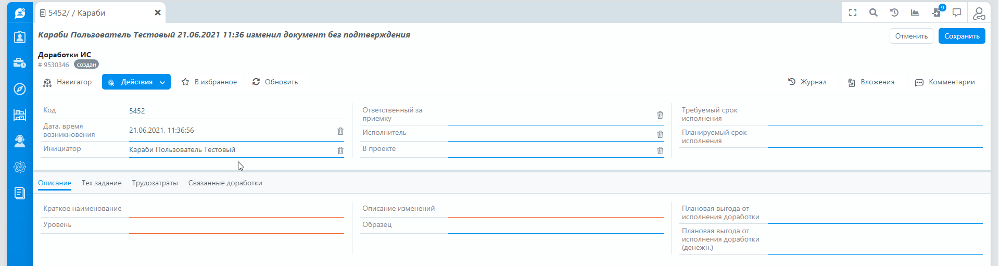 5452/ / Караби
9
Караби Пользователь Тестовый 21.06.2021 11:36 изменил документ без подтверждения
Отменить
Сохранить
Доработки ИС
# 9530346
создан
Навигатор
Действия
В избранное
Обновить
Журнал
Вложения
Комментарии
Код
5452
Дата, время
возникновения
21.06.2021, 11:36:56
Инициатор
Караби Пользователь Тестовый
Ответственный за
приемку
Исполнитель
В проекте
Требуемый срок
исполнения
Планируемый срок
исполнения
Описание
Тех задание
Трудозатраты
Связанные доработки
Краткое наименование
Уровень
Описание изменений
Образец
Плановая выгода от
исполнения доработки
Плановая выгода от
исполнения доработки
(денежн.)